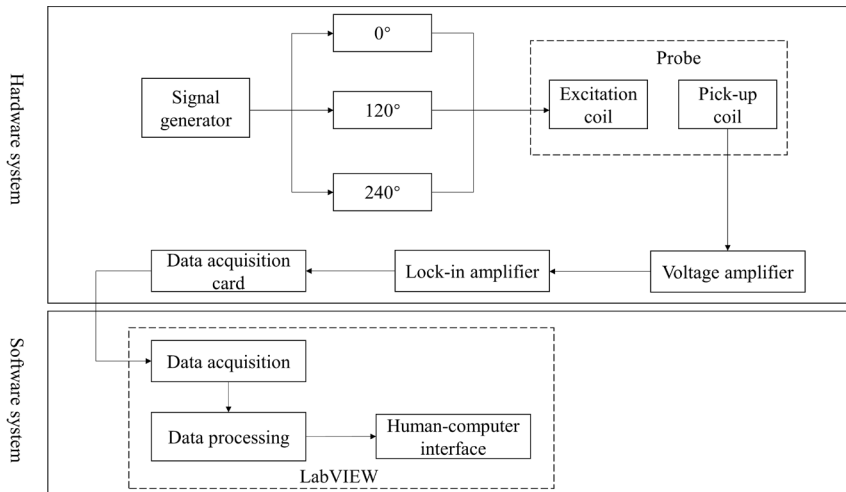 Hardware system
0°
Signal
generator
120°
240°
Probe
Excitation
coil
Pick-up
coil
Data acquisition
card
Lock-in amplifier
Voltage amplifier
Software system
Data acquisition
Data processing
Human-computer
interface
LabVIEW